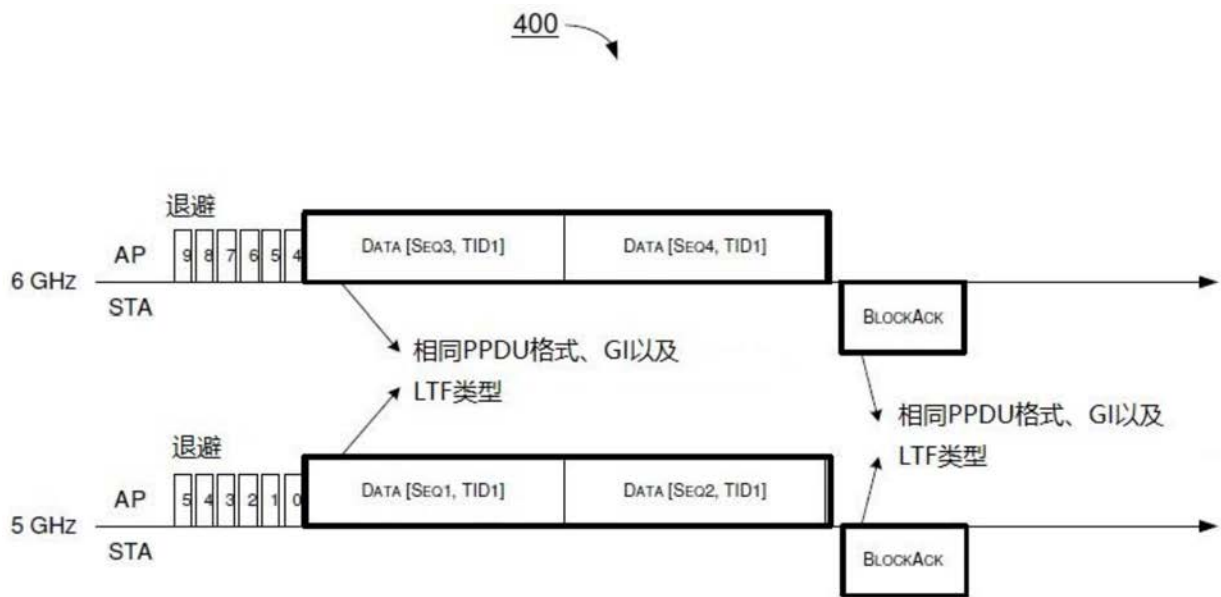 400
退避
AP
9 8 7 6 5 4
DATA [SEQ3, TID1]
DATA [SEQ4, TID1]
6 GHZ
STA
BLOCKACK
相同PPDU格式、GI以及
LTF类型
相同PPDU格式、GI以及
LTF类型
退避
AP
5 4 3 2 1 0
DATA [SEQ1, TID1]
DATA [SEQ2, TID1]
5 GHZ
STA
BLOCKACK